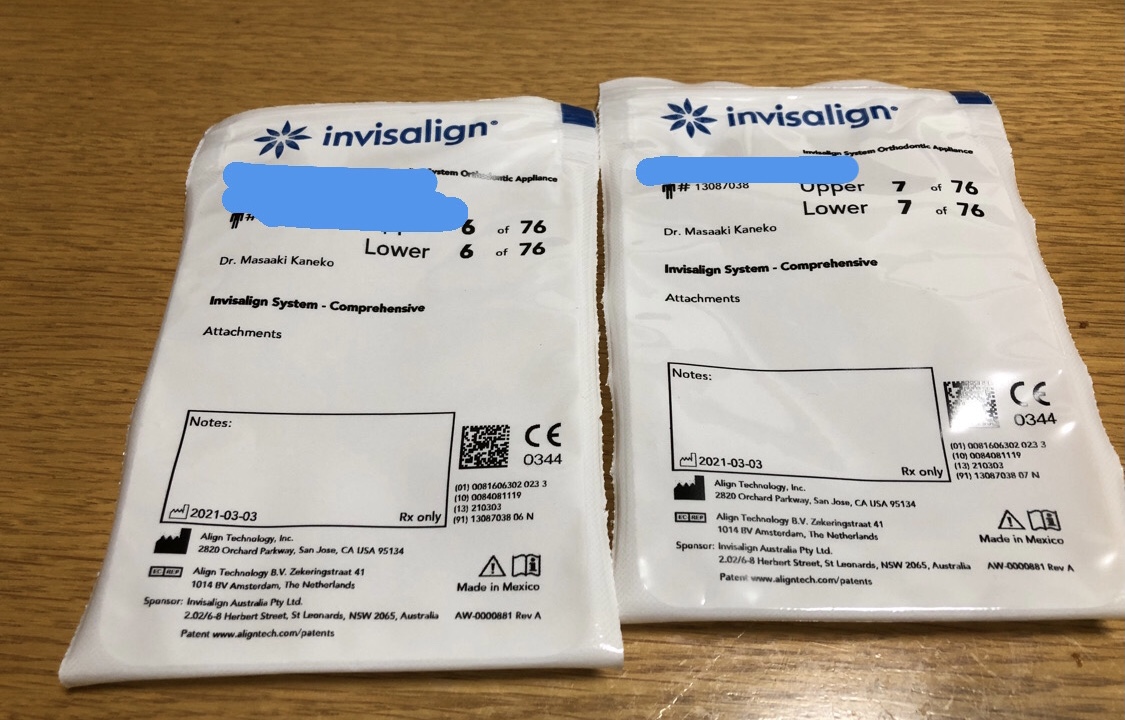 invisalign
System Orthodontic Appliance
#
6 of 76
Lower 6 of 76
Dr. Masaaki Kaneko
Invisalign System - Comprehensive
Attachments
Notes:
2021-03-03
Rx only
CE
0344
(01) 0081606302 023 3
(10) 0084081119
(13) 210303
(91) 13087038 06 N
Align Technology, Inc.
2820 Orchard Parkway, San Jose, CA USA 95134
EC REP
Align Technology B.V. Zekeringstraat 41
1014 BV Amsterdam, The Netherlands
Made in Mexico
Sponsor: Invisalign Australia Pty Ltd.
2.02/6-8 Herbert Street, St Leonards, NSW 2065, Australia AW-0000881 Rev A
Patent www.aligntech.com/patents
invisalign
Invisalign System Orthodontic Appliance
# 13087038 Upper 7 of 76
Lower 7 of 76
Dr. Masaaki Kaneko
Invisalign System - Comprehensive
Attachments
Notes:
2021-03-03
Rx only
CE
0344
(01) 0081606302 023 3
(10) 0084081119
(13) 210303
(91) 13087038 07 N
Align Technology, Inc.
2820 Orchard Parkway, San Jose, CA USA 95134
EC REP
Align Technology B.V. Zekeringstraat 41
1014 BV Amsterdam, The Netherlands
Made in Mexico
Sponsor: Invisalign Australia Pty Ltd.
2.02/6-8 Herbert Street, St Leonards, NSW 2065, Australia AW-0000881 Rev A
Patent www.aligntech.com/patents